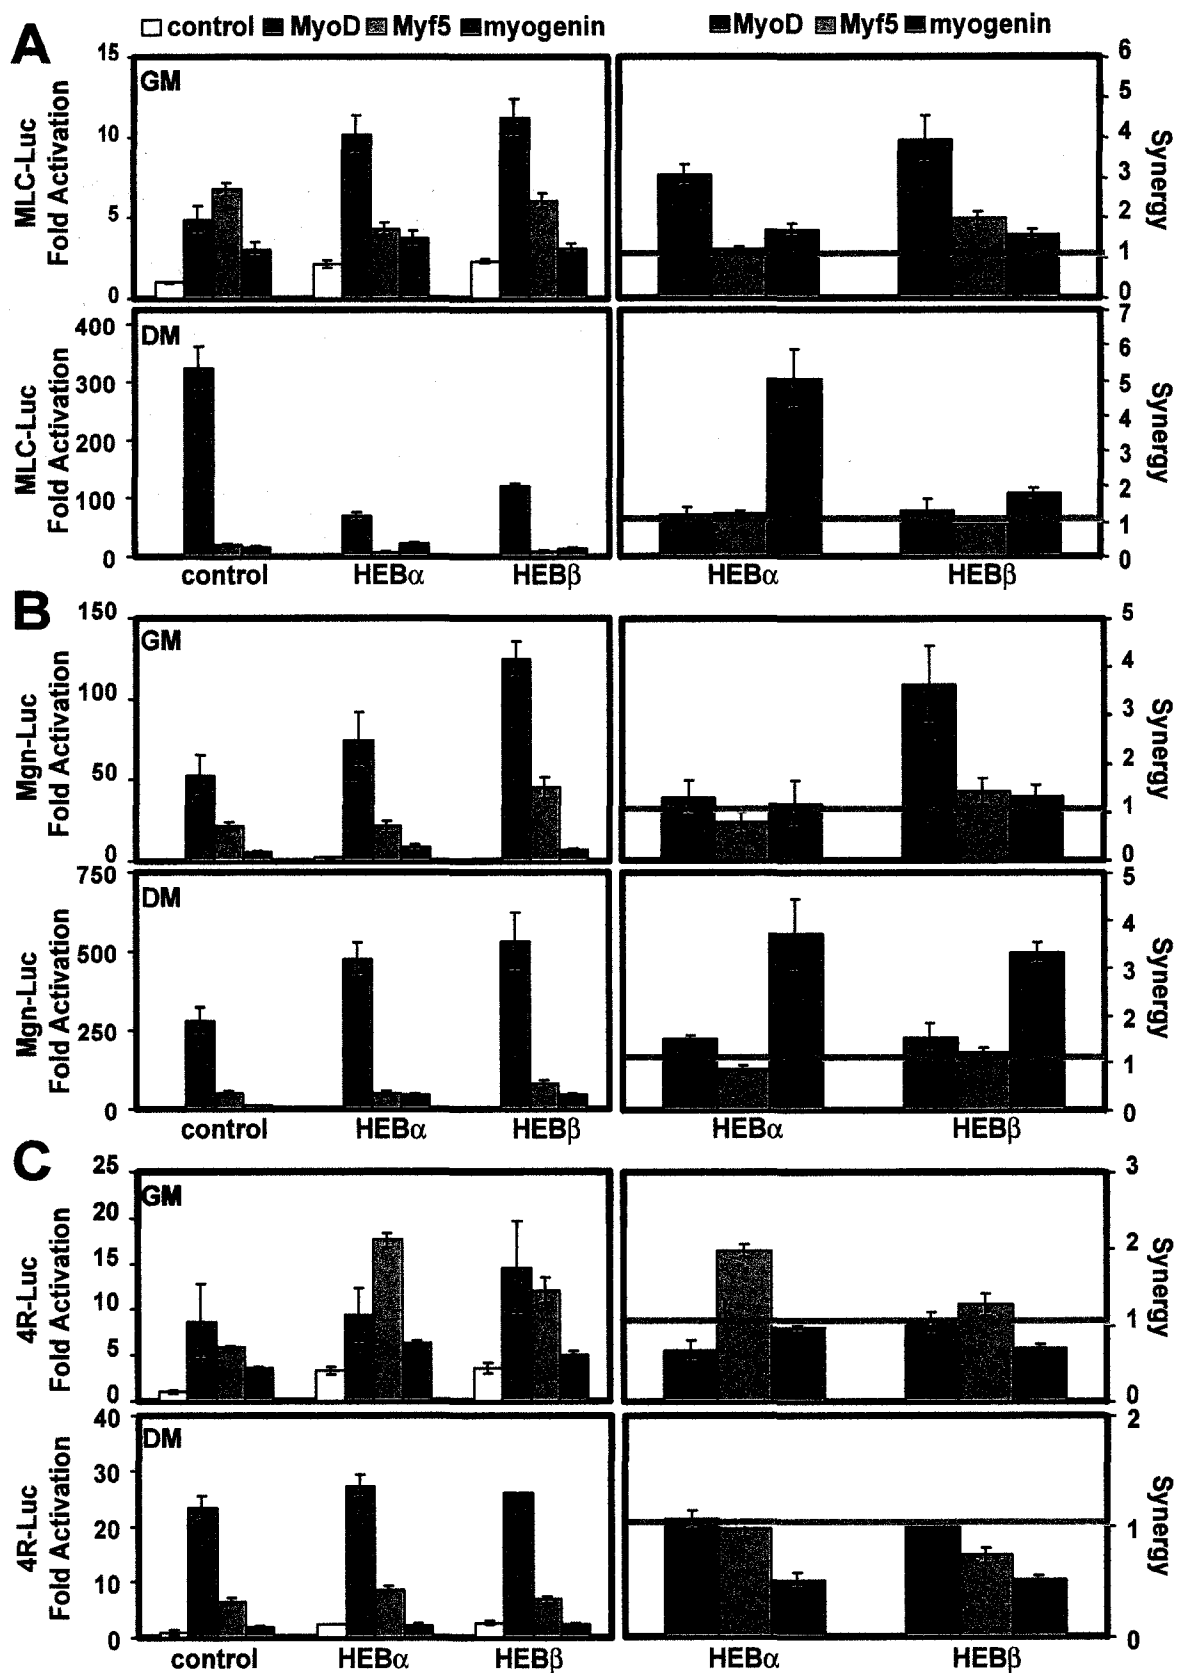 A
control MyoD Myf5 myogenin
MyoD Myf5 myogenin
MLC-Luc
Fold Activation
15
10
5
0
GM
6
5
4
3
2
1
0
Synergy
MLC-Luc
Fold Activation
400
300
200
100
0
DM
7
6
5
4
3
2
1
0
Synergy
control HEBα HEBβ
HEBα HEBβ
B
Mgn-Luc
Fold Activation
150
100
50
0
GM
5
4
3
2
1
0
Synergy
Mgn-Luc
Fold Activation
750
500
250
0
DM
5
4
3
2
1
0
Synergy
control HEBα HEBβ
HEBα HEBβ
C
4R-Luc
Fold Activation
25
20
15
10
5
0
GM
3
2
1
0
Synergy
4R-Luc
Fold Activation
40
30
20
10
0
DM
2
1
0
Synergy
control HEBα HEBβ
HEBα HEBβ